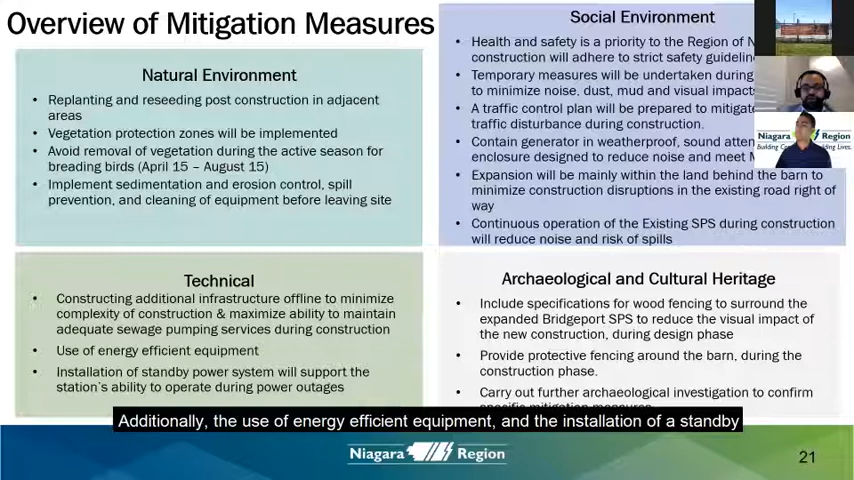 Overview of Mitigation Measures
Natural Environment
• Replanting and reseeding post construction in adjacent
areas
• Vegetation protection zones will be implemented
• Avoid removal of vegetation during the active season for
breading birds (April 15 – August 15)
• Implement sedimentation and erosion control, spill
prevention, and cleaning of equipment before leaving site
Social Environment
• Health and safety is a priority to the Region of
construction will adhere to strict safety
• Temporary measures will be undertaken during
to minimize noise, dust, mud and visual
• A traffic control plan will be prepared to
traffic disturbance during construction.
• Contain generator in weatherproof, sound
enclosure designed to reduce noise and meet
• Expansion will be mainly within the land behind the barn to
minimize construction disruptions in the existing road right of
way
• Continuous operation of the Existing SPS during construction
will reduce noise and risk of spills
Niagara Region
Technical
• Constructing additional infrastructure offline to minimize
complexity of construction & maximize ability to maintain
adequate sewage pumping services during construction
• Use of energy efficient equipment
• Installation of standby power system will support the
station's ability to operate during power outages
Archaeological and Cultural Heritage
• Include specifications for wood fencing to surround the
expanded Bridgeport SPS to reduce the visual impact of
the new construction, during design phase
• Provide protective fencing around the barn, during the
construction phase.
• Carry out further archaeological investigation to confirm
Additionally, the use of energy efficient equipment, and the installation of a standby
Niagara Region
21